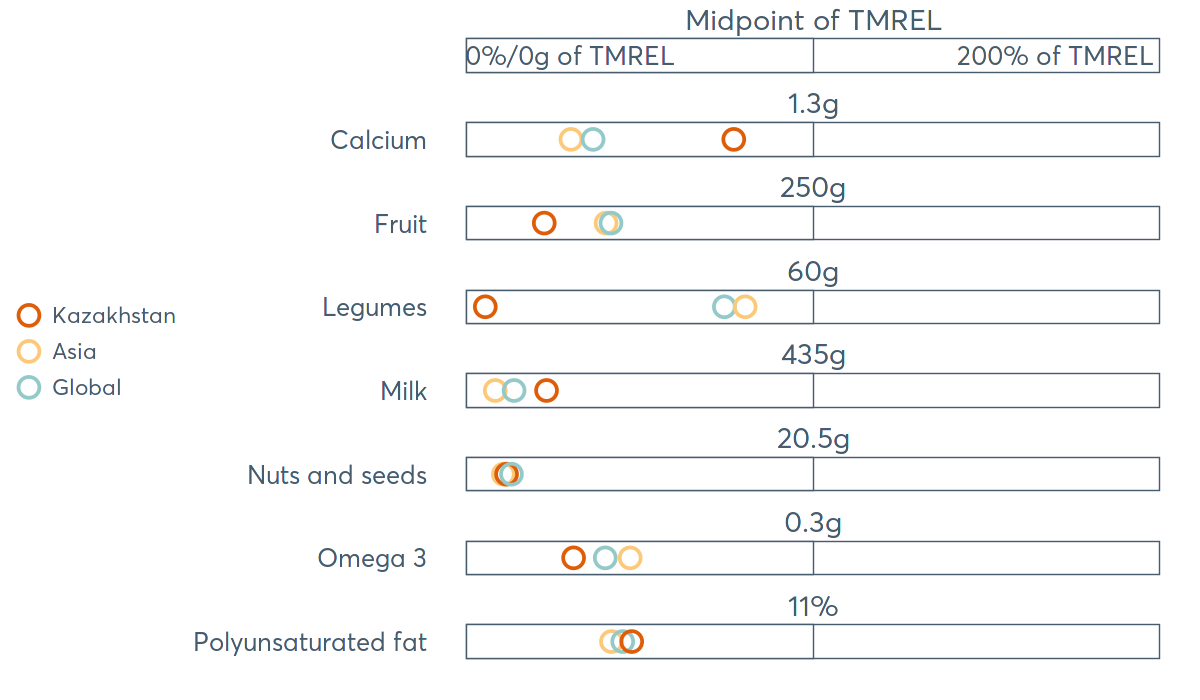 Midpoint of TMREL
0%/0g of TMREL 200% of TMREL
1.3g
Calcium
250g
Fruit
60g
Legumes
435g
Milk
20.5g
Nuts and seeds
0.3g
Omega 3
11%
Polyunsaturated fat
Kazakhstan
Asia
Global